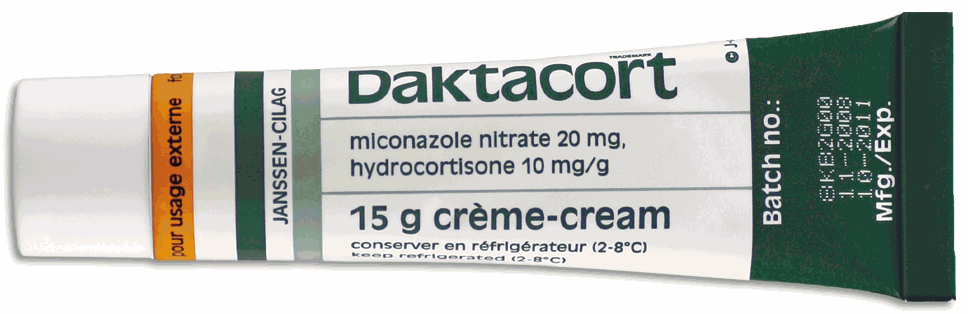 pour usage externe fo
JANSSEN-CILAG
TRADEMARK
Daktacort
miconazole nitrate 20 mg,
hydrocortisone 10 mg/g
15 g crème-cream
conserver en réfrigérateur (2-8°C)
keep refrigerated (2-8°C)
© J-
Batch no.:
8KB2G00
11-2008
10-2011
Mfg./Exp.